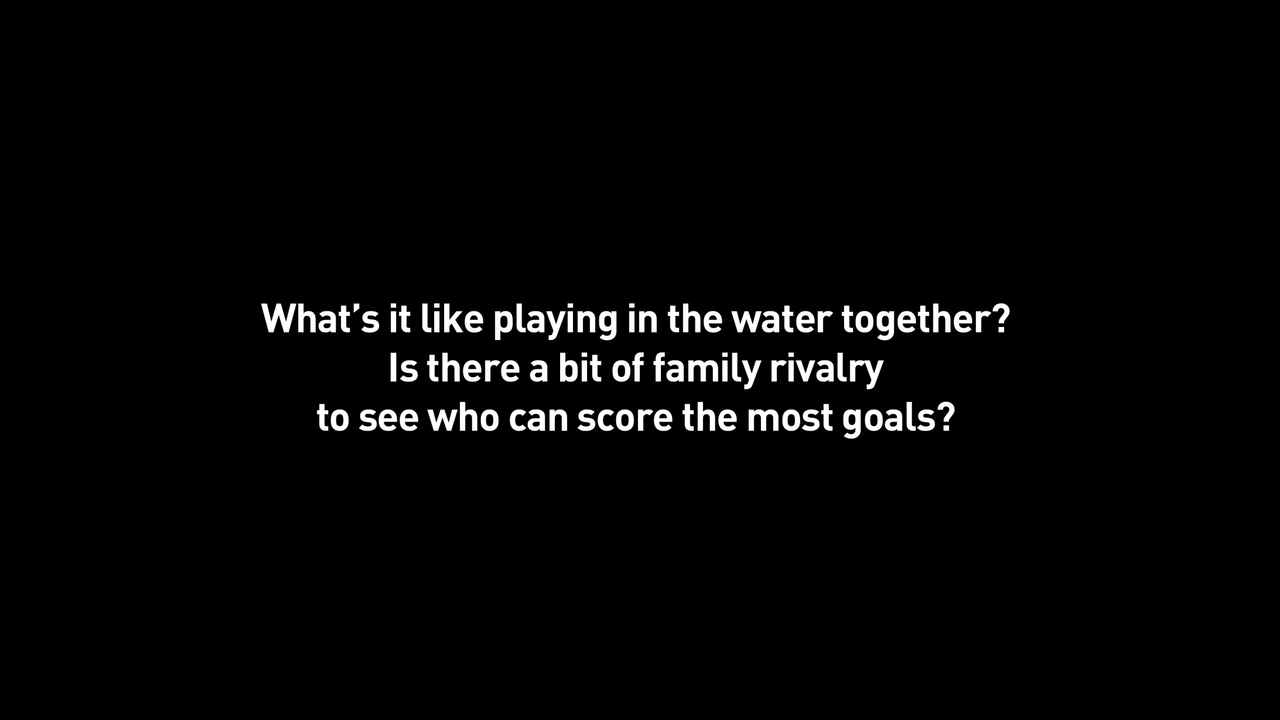 What’s it like playing in the water together?
Is there a bit of family rivalry
to see who can score the most goals?